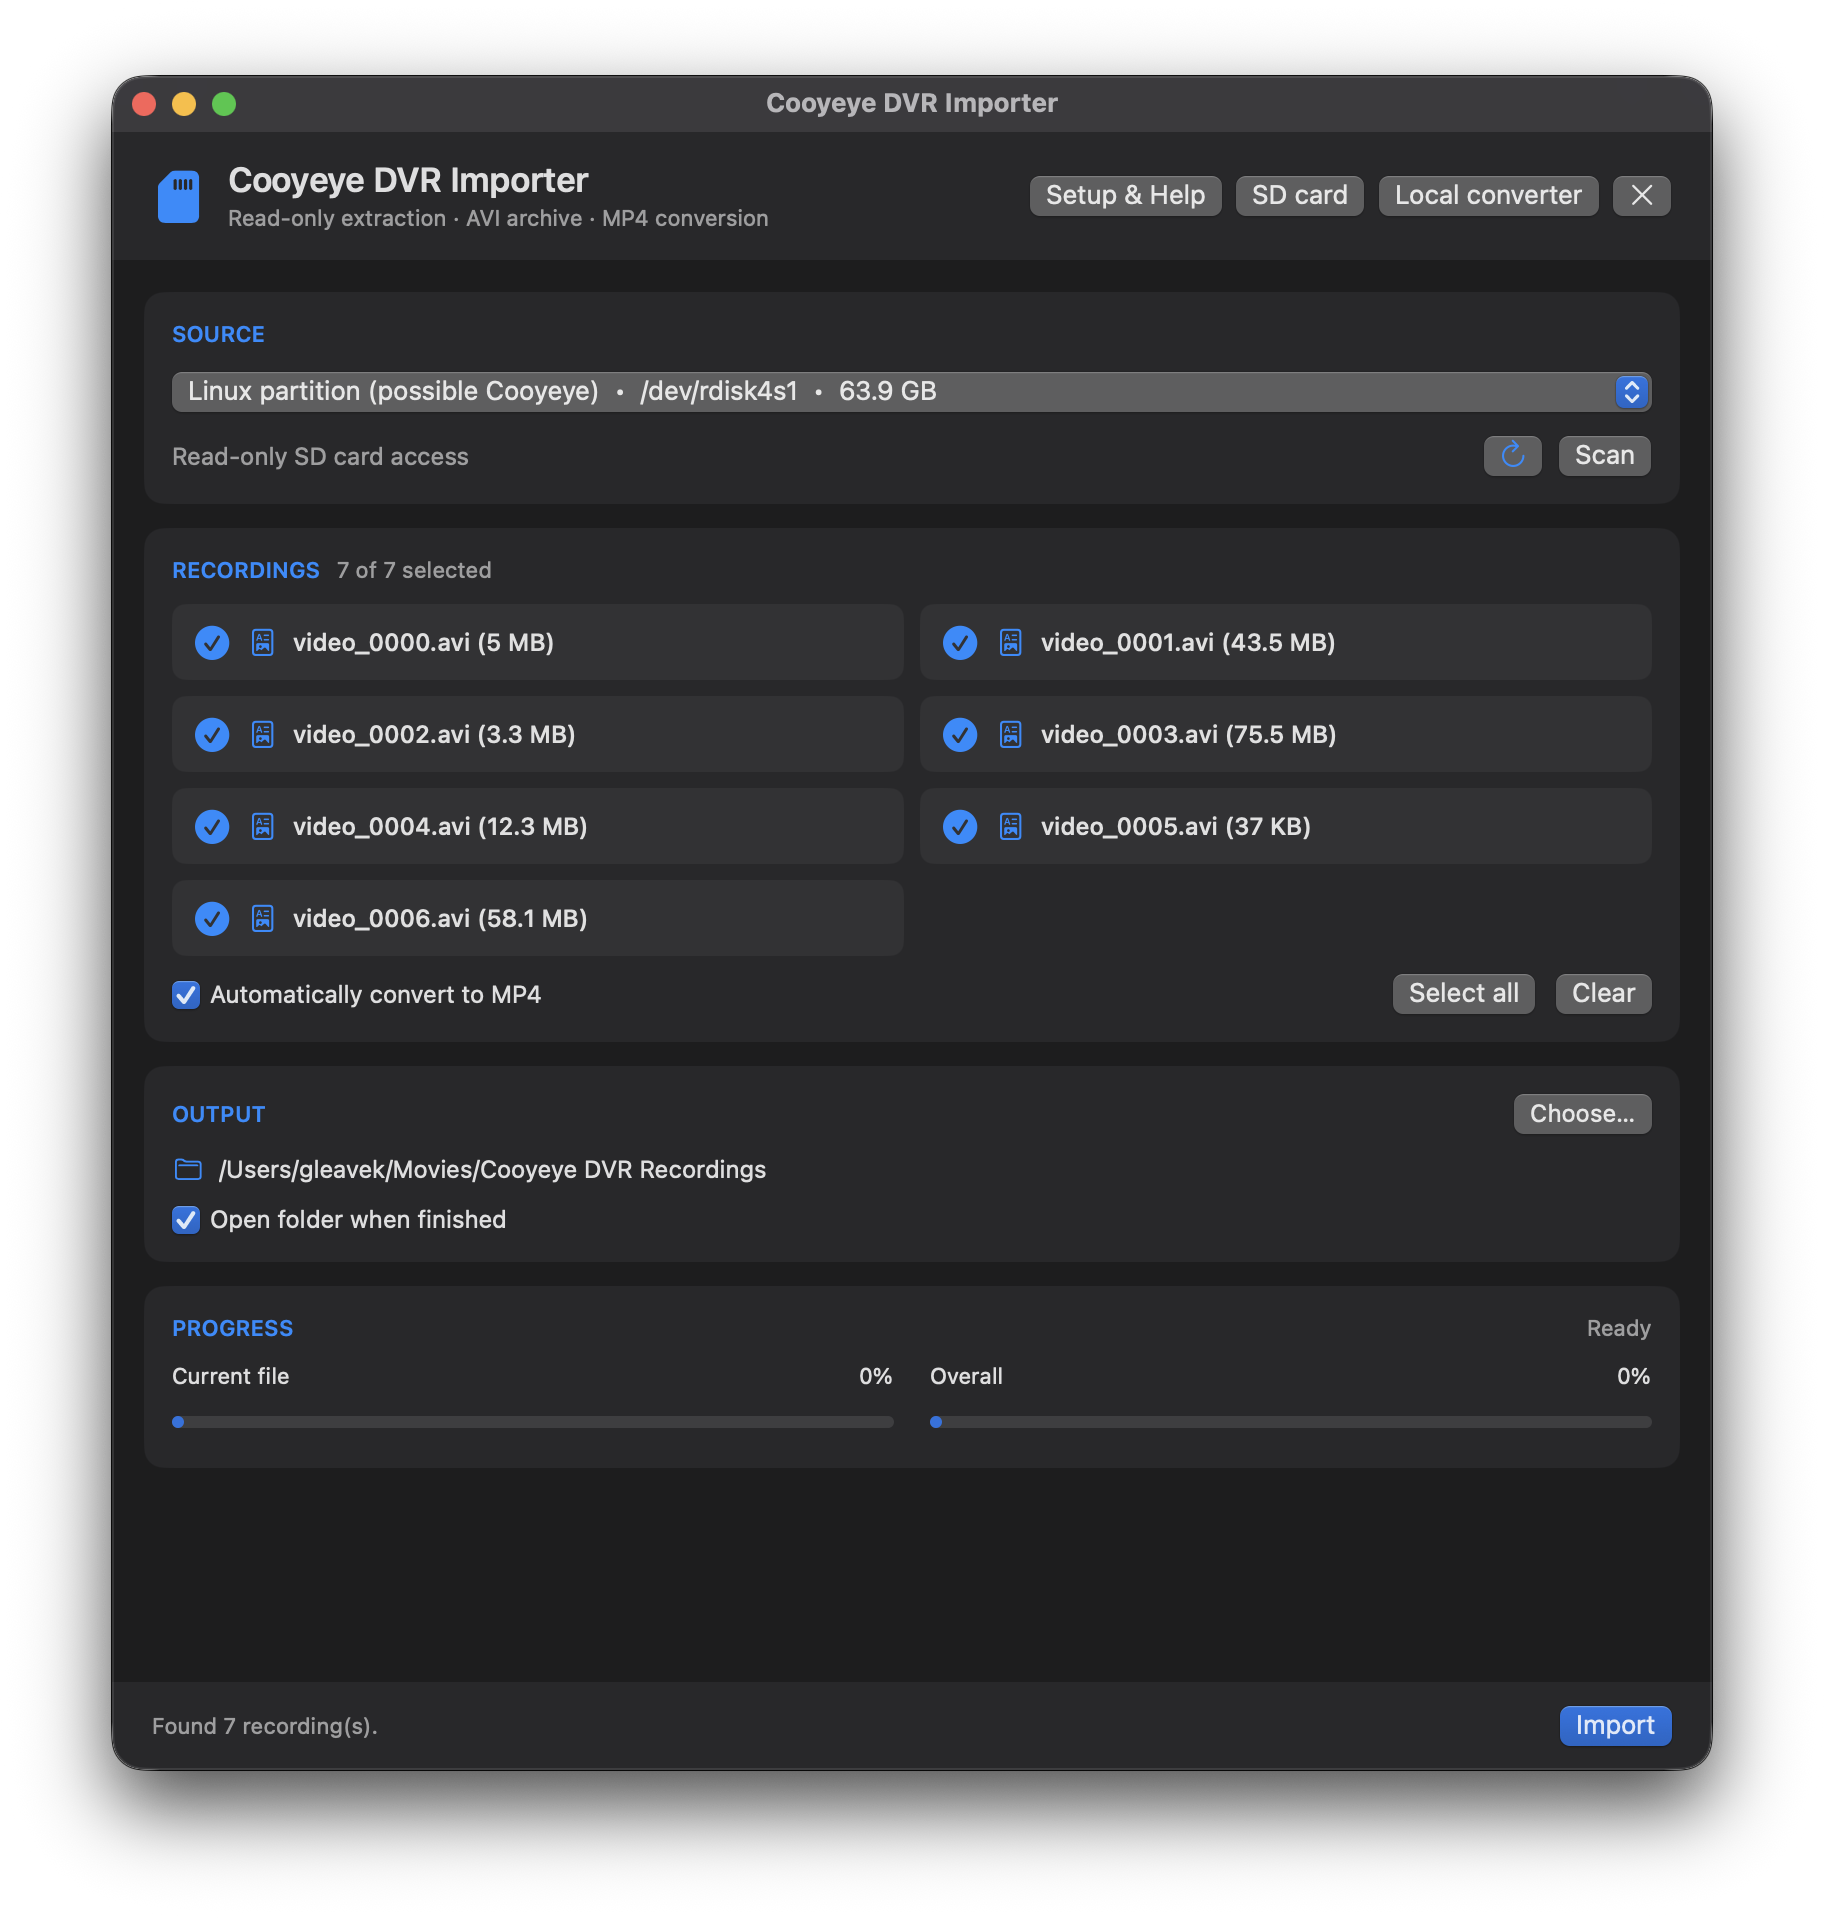 Cooyeye DVR Importer
Cooyeye DVR Importer
Read-only extraction · AVI archive · MP4 conversion
Setup & Help
SD card
Local converter
SOURCE
Linux partition (possible Cooyeye) • /dev/rdisk4s1 • 63.9 GB
Read-only SD card access
Scan
RECORDINGS 7 of 7 selected
video_0000.avi (5 MB)
video_0001.avi (43.5 MB)
video_0002.avi (3.3 MB)
video_0003.avi (75.5 MB)
video_0004.avi (12.3 MB)
video_0005.avi (37 KB)
video_0006.avi (58.1 MB)
Automatically convert to MP4
Select all
Clear
OUTPUT
Choose...
/Users/gleavek/Movies/Cooyeye DVR Recordings
Open folder when finished
PROGRESS
Ready
Current file 0%
Overall 0%
Found 7 recording(s).
Import